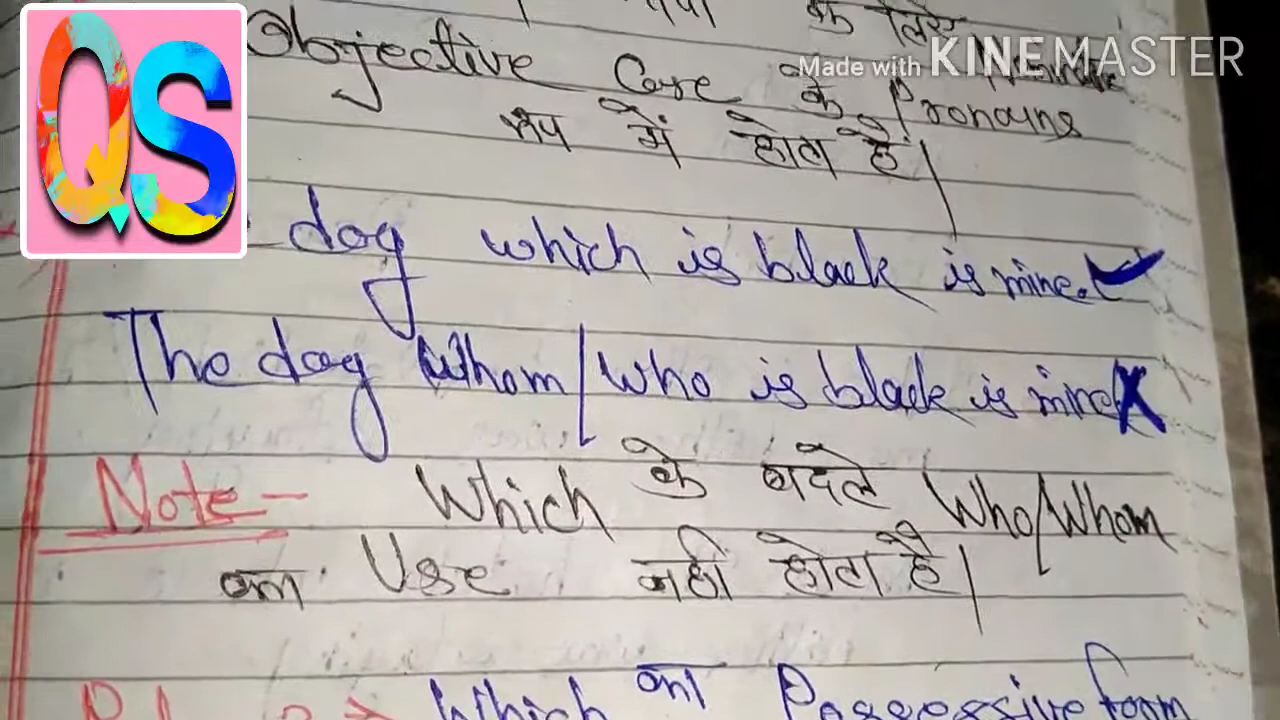 के लिए
QS
Made with KINEMASTER
Objective Case के Pronouns
रूप में होता है।
dog which is black is mine.
The dog Whom/Who is black is mine
Note - Which के बदले Who/Whom
का Use नहीं होता है।
Which का Possessive form